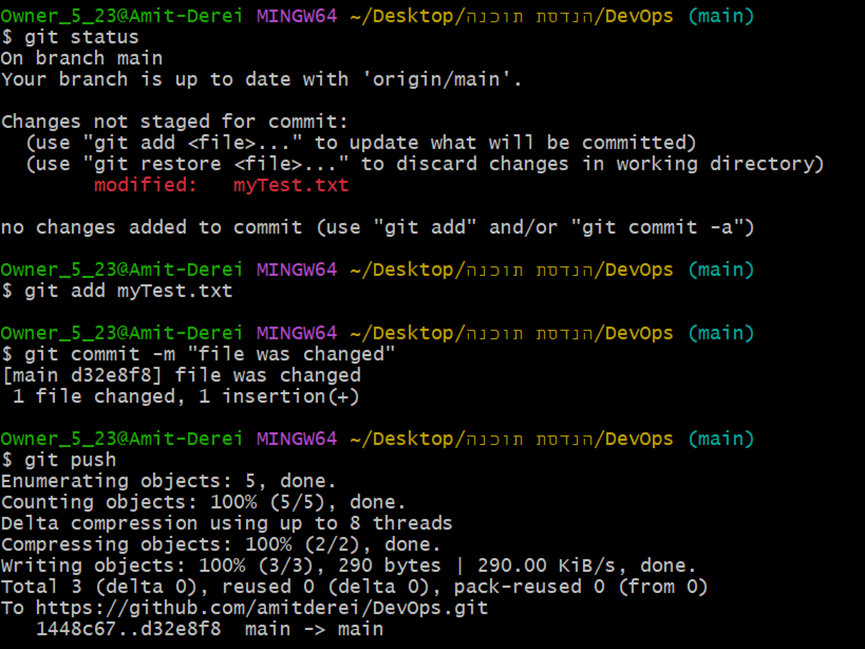 Owner_5_23@Amit-Derei MINGW64 ~/Desktop/הנדסת תוכנה/DevOps (main)
$ git status
On branch main
Your branch is up to date with 'origin/main'.
Changes not staged for commit:
  (use "git add <file>..." to update what will be committed)
  (use "git restore <file>..." to discard changes in working directory)
        modified:   myTest.txt
no changes added to commit (use "git add" and/or "git commit -a")
Owner_5_23@Amit-Derei MINGW64 ~/Desktop/הנדסת תוכנה/DevOps (main)
$ git add myTest.txt
Owner_5_23@Amit-Derei MINGW64 ~/Desktop/הנדסת תוכנה/DevOps (main)
$ git commit -m "file was changed"
[main d32e8f8] file was changed
 1 file changed, 1 insertion(+)
Owner_5_23@Amit-Derei MINGW64 ~/Desktop/הנדסת תוכנה/DevOps (main)
$ git push
Enumerating objects: 5, done.
Counting objects: 100% (5/5), done.
Delta compression using up to 8 threads
Compressing objects: 100% (2/2), done.
Writing objects: 100% (3/3), 290 bytes | 290.00 KiB/s, done.
Total 3 (delta 0), reused 0 (delta 0), pack-reused 0 (from 0)
To https://github.com/amitderei/DevOps.git
   1448c67..d32e8f8  main -> main